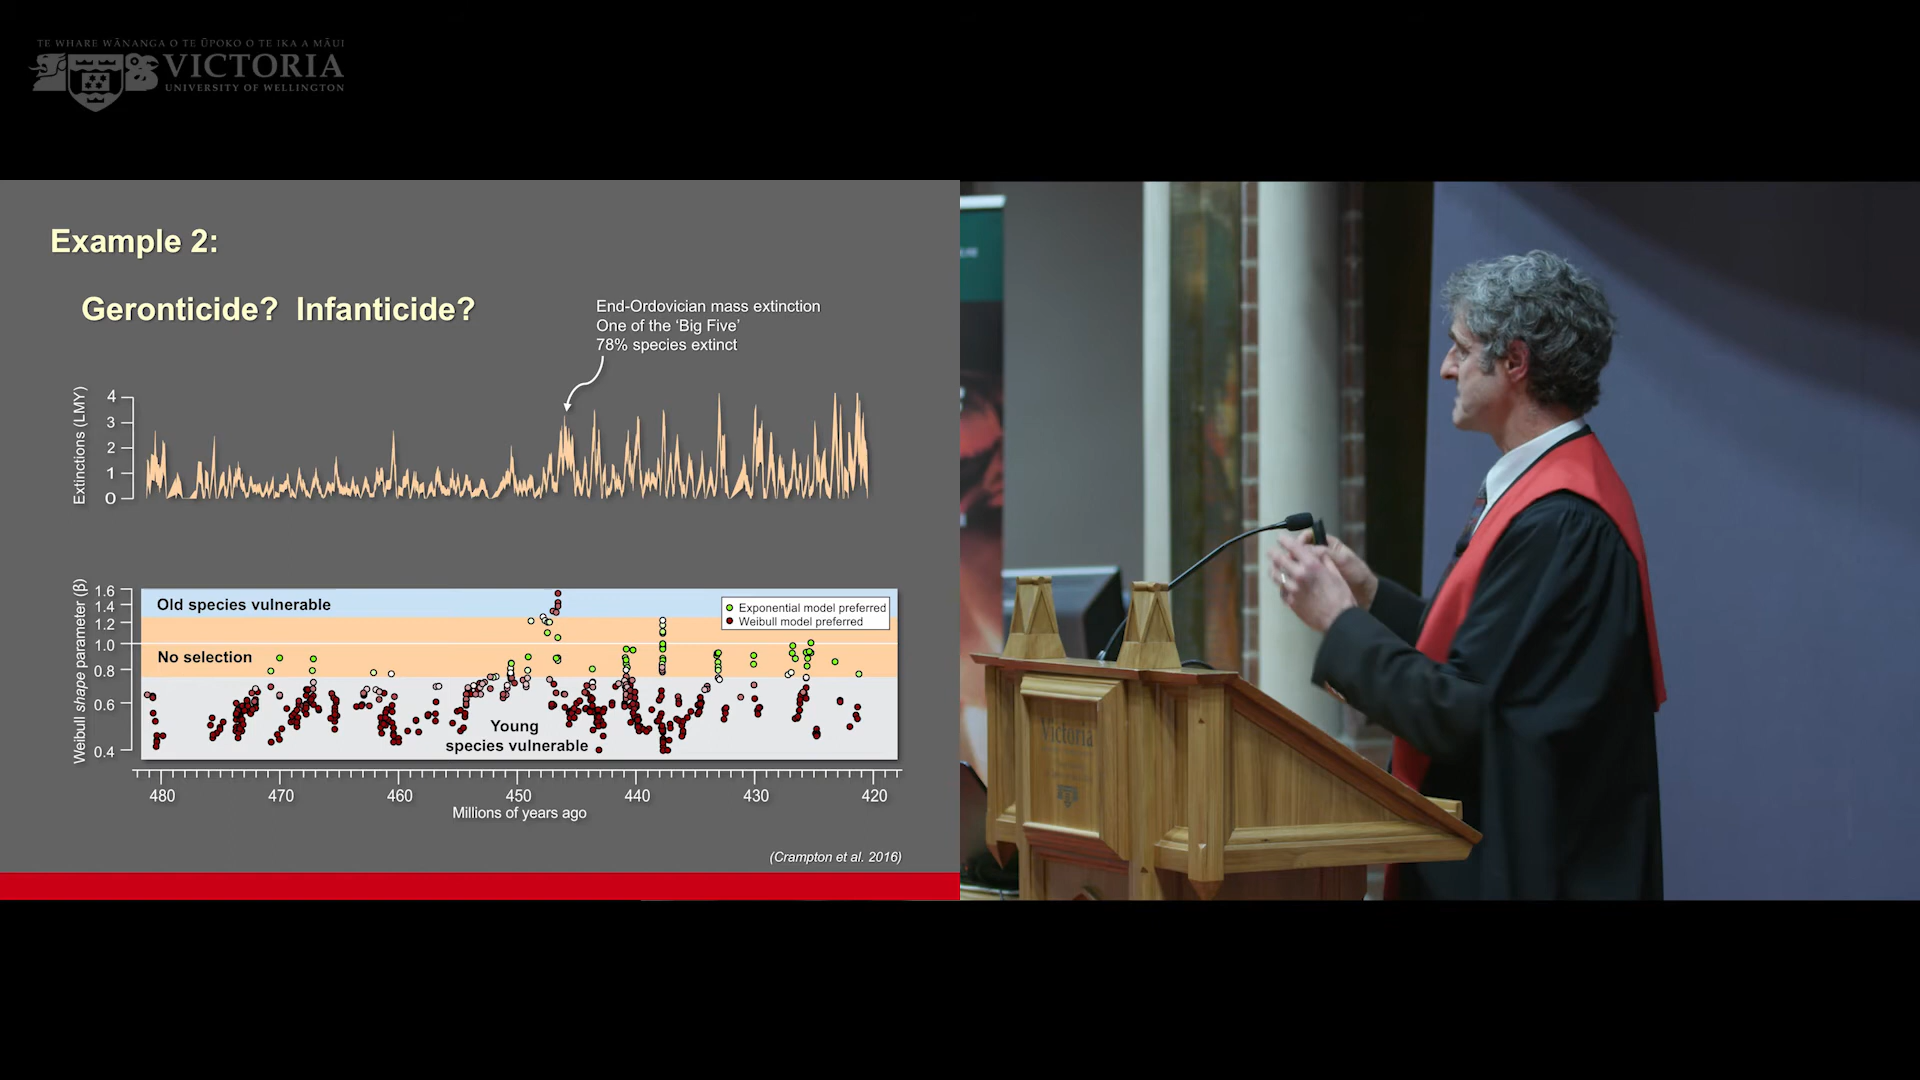 TE WHARE WĀNANGA O TE ŪPOKO O TE IKA A MĀUI
VICTORIA
UNIVERSITY OF WELLINGTON
Example 2:
Geronticide? Infanticide?
End-Ordovician mass extinction
One of the ‘Big Five’
78% species extinct
Extinctions (LMY)
4
3
2
1
0
Weibull shape parameter (β)
1.6
1.4
1.2
1.0
0.8
0.6
0.4
Old species vulnerable
No selection
Young
species vulnerable
Exponential model preferred
Weibull model preferred
480 470 460 450 440 430 420
Millions of years ago
(Crampton et al. 2016)
Victoria